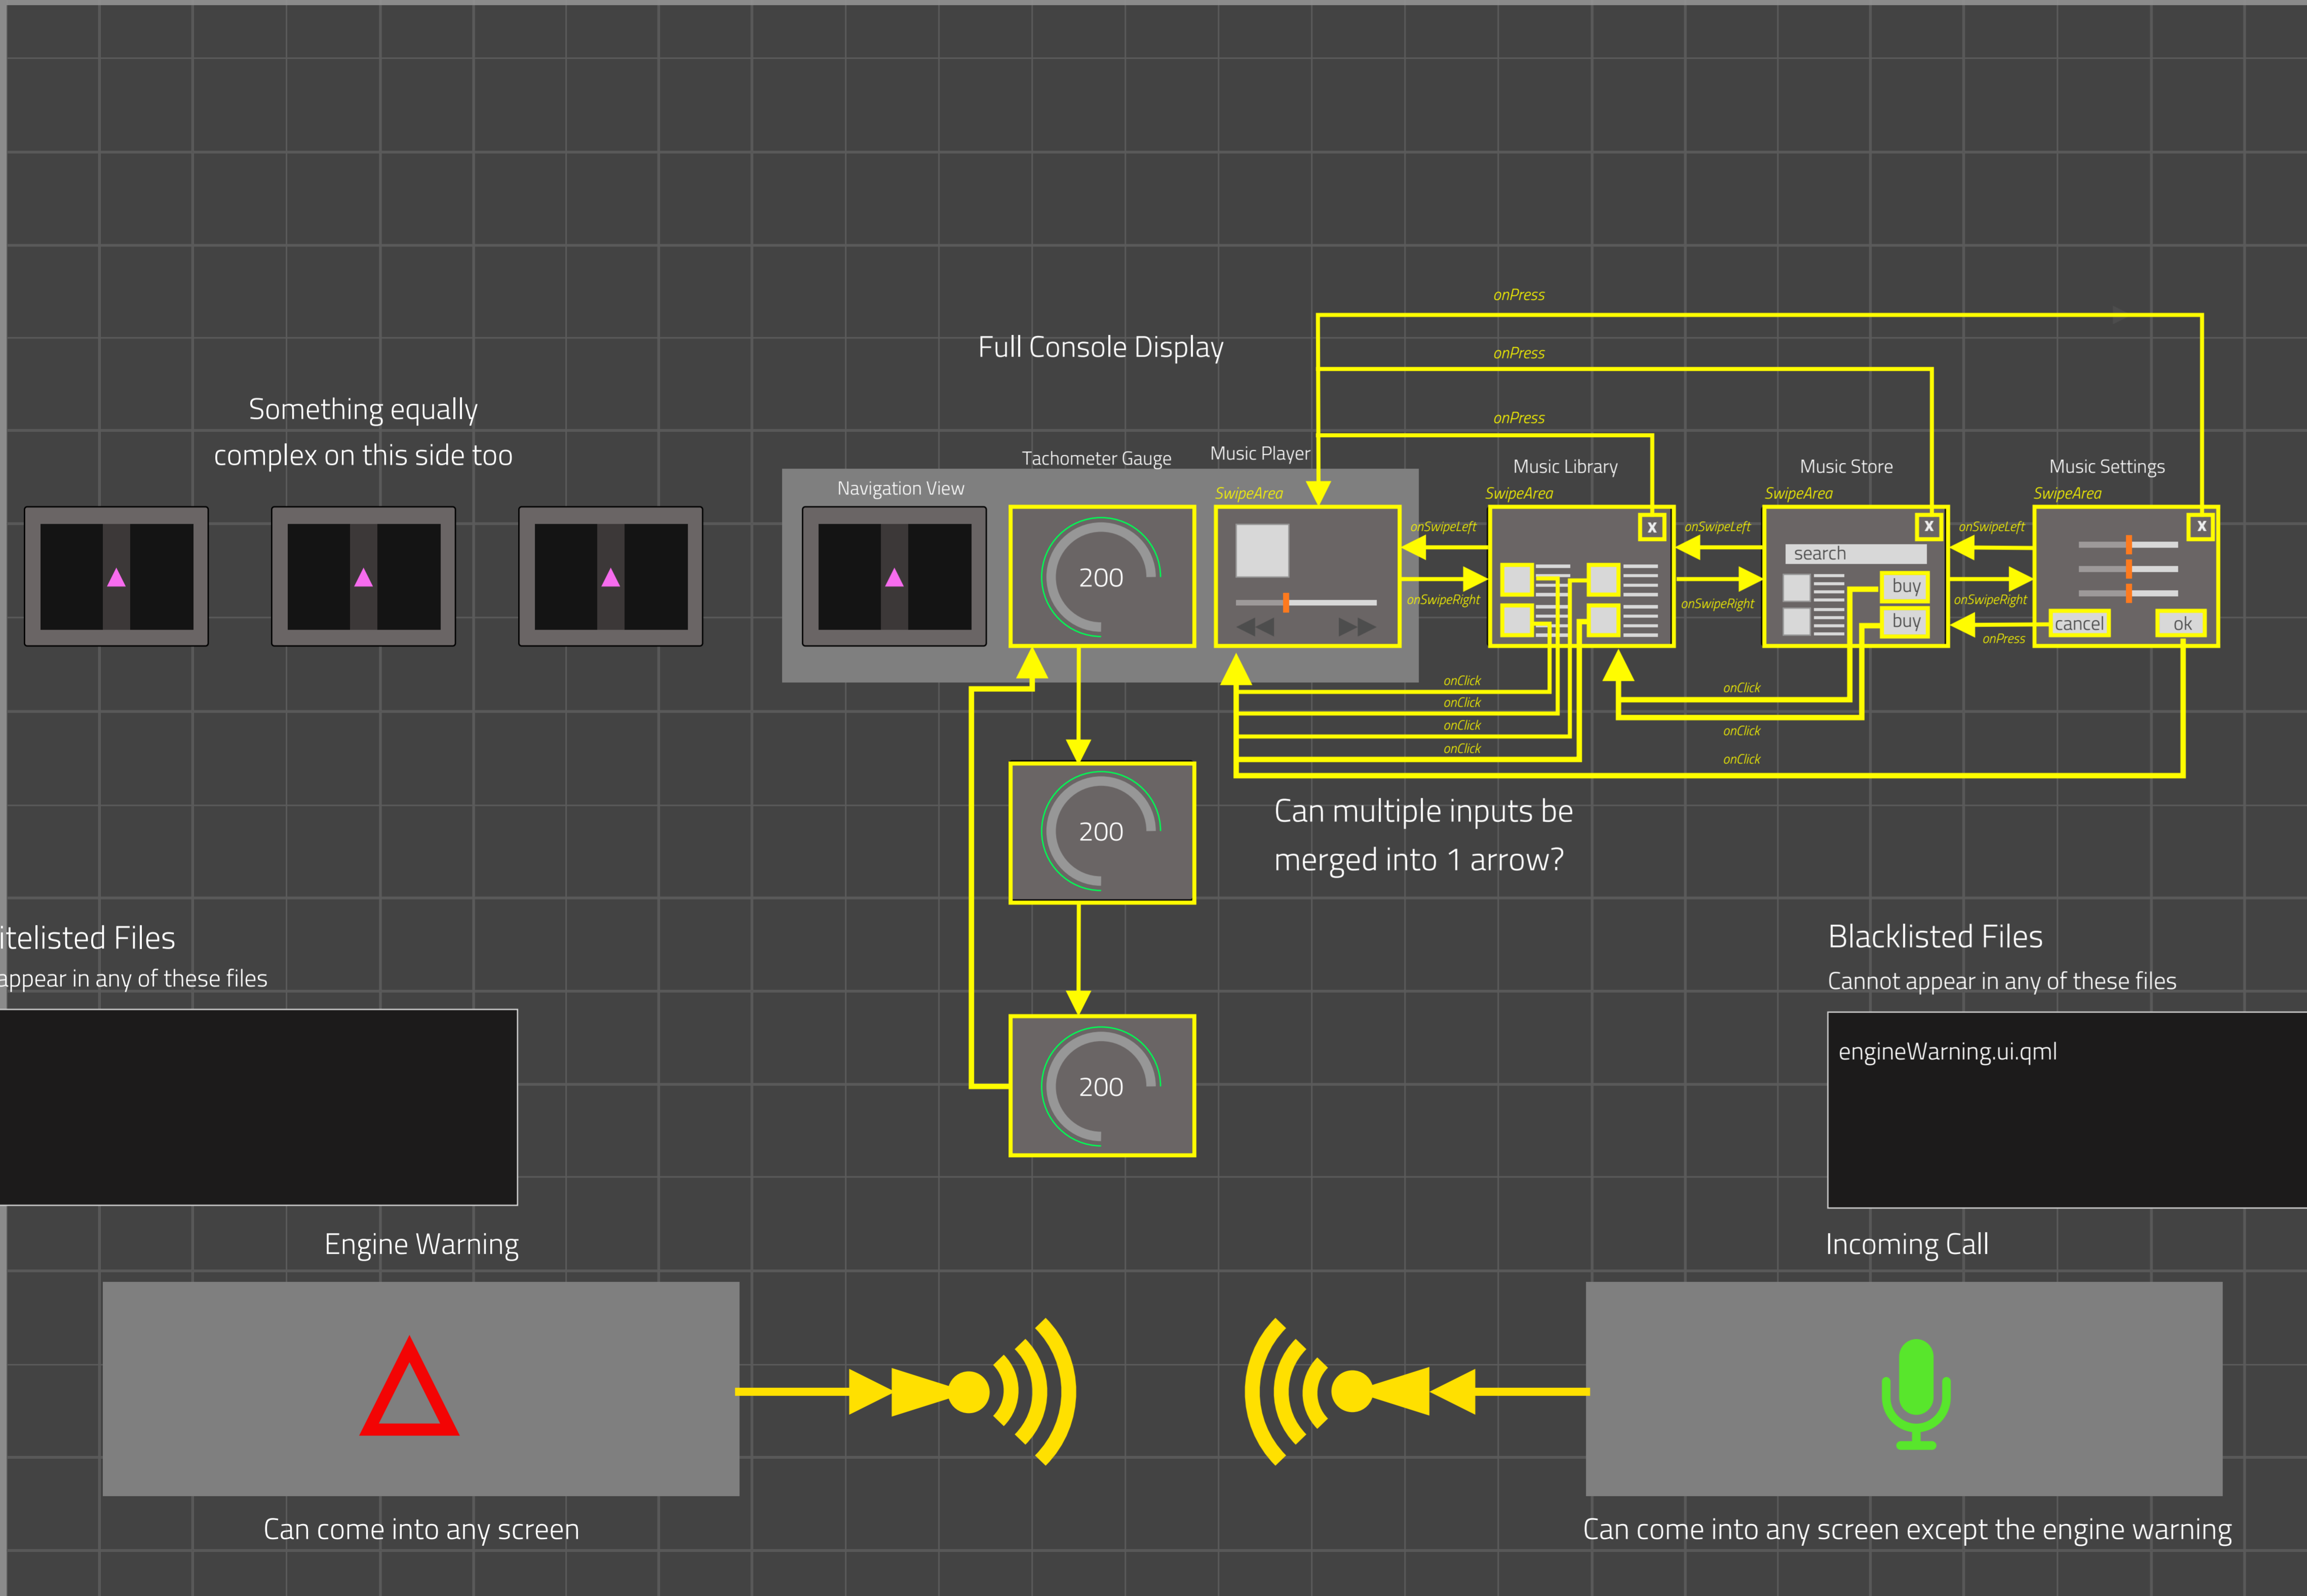 onPress
Full Console Display
onPress
Something equally
complex on this side too
onPress
Tachometer Gauge
Music Player
Music Library
Music Store
Music Settings
Navigation View
SwipeArea
SwipeArea
SwipeArea
SwipeArea
x
x
x
onSwipeLeft
onSwipeLeft
onSwipeLeft
search
200
buy
onSwipeRight
onSwipeRight
onSwipeRight
buy
cancel
ok
onPress
onClick
onClick
onClick
onClick
onClick
onClick
onClick
200
Can multiple inputs be
merged into 1 arrow?
itelisted Files
appear in any of these files
Blacklisted Files
Cannot appear in any of these files
engineWarning.ui.qml
200
Engine Warning
Incoming Call
Can come into any screen
Can come into any screen except the engine warning